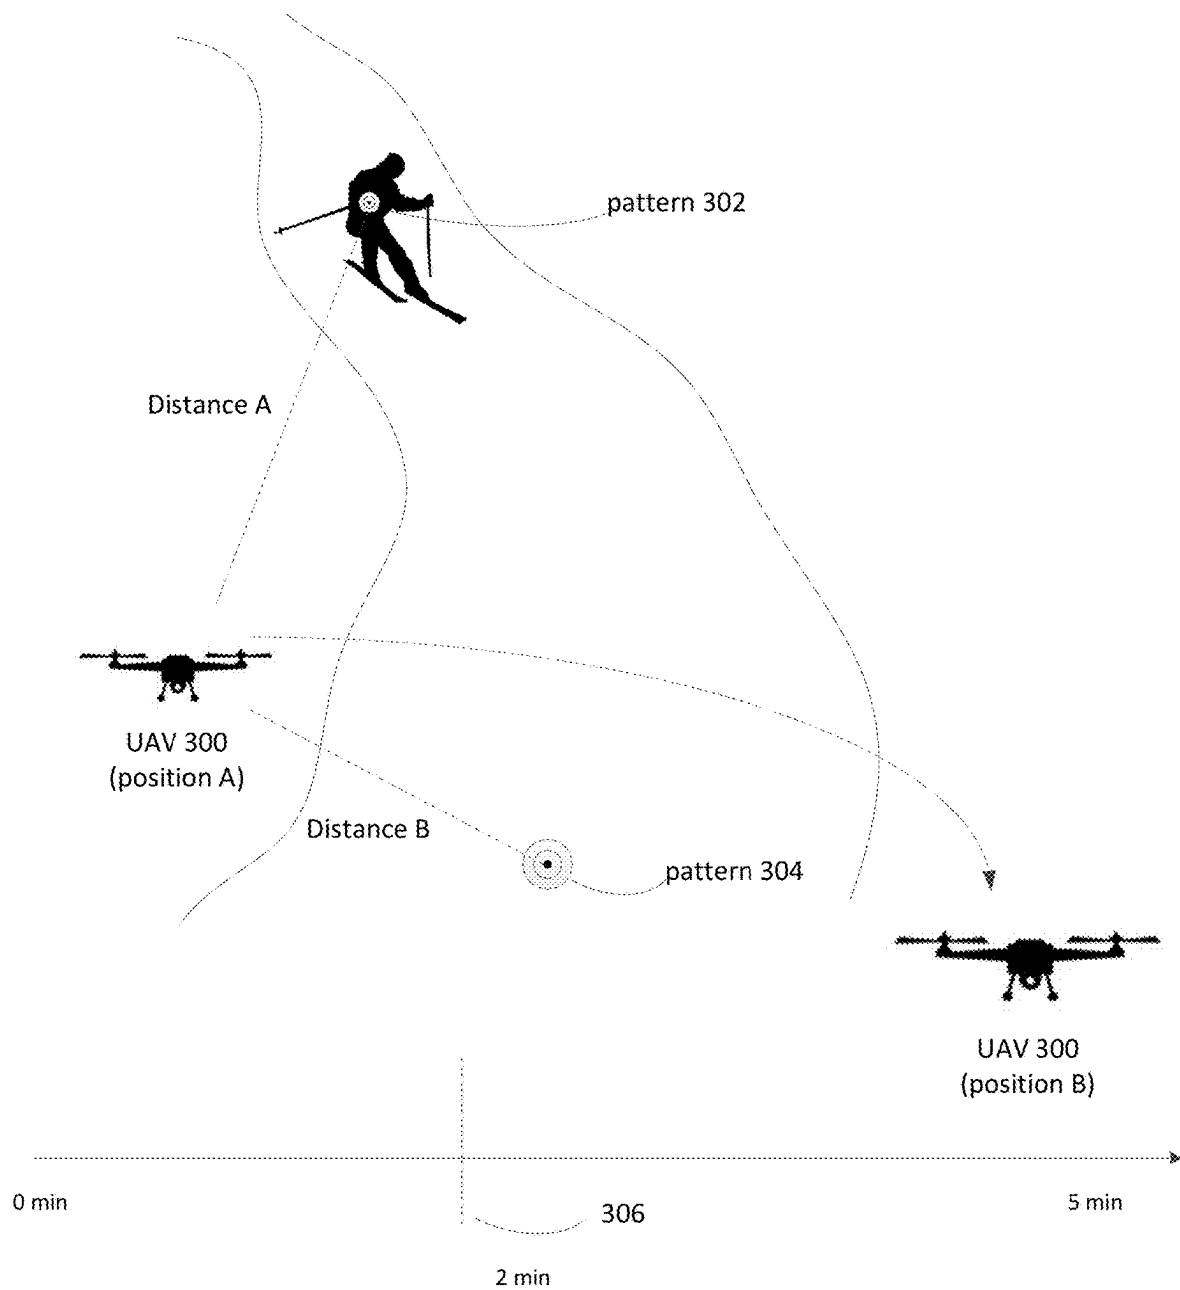 pattern 302
Distance A
UAV 300
(position A)
Distance B
pattern 304
UAV 300
(position B)
0 min
5 min
306
2 min